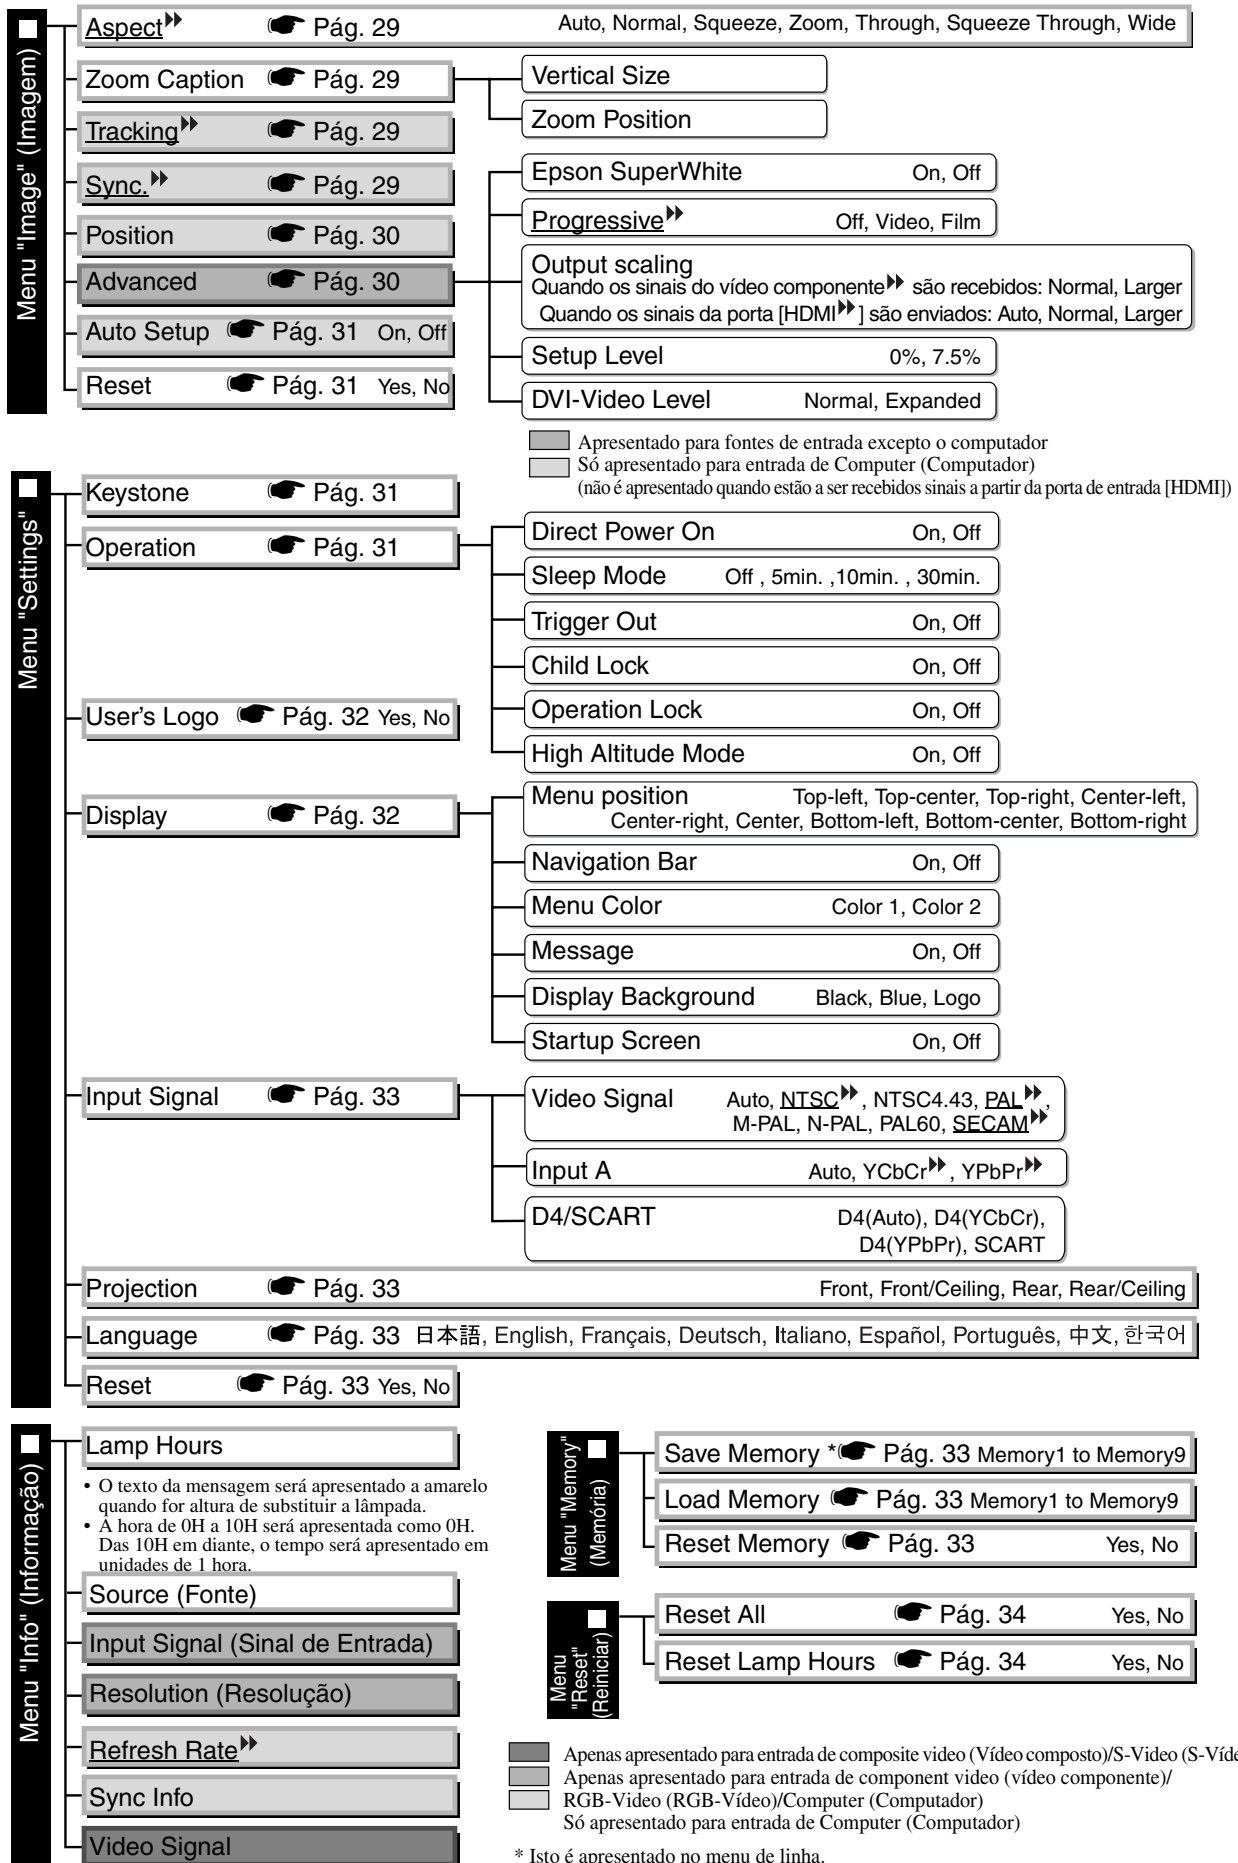 Menu "Image" (Imagem)
Aspect Pág. 29 Auto, Normal, Squeeze, Zoom, Through, Squeeze Through, Wide
Zoom Caption Pág. 29
Vertical Size
Zoom Position
Tracking Pág. 29
Sync. Pág. 29
Position Pág. 30
Advanced Pág. 30
Epson SuperWhite On, Off
Progressive Off, Video, Film
Output scaling
Quando os sinais do vídeo componente são recebidos: Normal, Larger
Quando os sinais da porta [HDMI] são enviados: Auto, Normal, Larger
Setup Level 0%, 7.5%
DVI-Video Level Normal, Expanded
Auto Setup Pág. 31 On, Off
Reset Pág. 31 Yes, No
Apresentado para fontes de entrada excepto o computador
Só apresentado para entrada de Computer (Computador)
(não é apresentado quando estão a ser recebidos sinais a partir da porta de entrada [HDMI])
Menu "Settings"
Keystone Pág. 31
Operation Pág. 31
Direct Power On On, Off
Sleep Mode Off , 5min. ,10min. , 30min.
Trigger Out On, Off
Child Lock On, Off
Operation Lock On, Off
High Altitude Mode On, Off
User's Logo Pág. 32 Yes, No
Display Pág. 32
Menu position Top-left, Top-center, Top-right, Center-left,
Center-right, Center, Bottom-left, Bottom-center, Bottom-right
Navigation Bar On, Off
Menu Color Color 1, Color 2
Message On, Off
Display Background Black, Blue, Logo
Startup Screen On, Off
Input Signal Pág. 33
Video Signal Auto, NTSC, NTSC4.43, PAL,
M-PAL, N-PAL, PAL60, SECAM
Input A Auto, YCbCr, YPbPr
D4/SCART D4(Auto), D4(YCbCr),
D4(YPbPr), SCART
Projection Pág. 33 Front, Front/Ceiling, Rear, Rear/Ceiling
Language Pág. 33 日本語, English, Français, Deutsch, Italiano, Español, Português, 中文, 한국어
Reset Pág. 33 Yes, No
Menu "Info" (Informação)
Lamp Hours
• O texto da mensagem será apresentado a amarelo
quando for altura de substituir a lâmpada.
• A hora de 0H a 10H será apresentada como 0H.
Das 10H em diante, o tempo será apresentado em
unidades de 1 hora.
Source (Fonte)
Input Signal (Sinal de Entrada)
Resolution (Resolução)
Refresh Rate
Sync Info
Video Signal
Menu "Memory"
(Memória)
Save Memory * Pág. 33 Memory1 to Memory9
Load Memory Pág. 33 Memory1 to Memory9
Reset Memory Pág. 33 Yes, No
Menu
"Reset"
(Reiniciar)
Reset All Pág. 34 Yes, No
Reset Lamp Hours Pág. 34 Yes, No
Apenas apresentado para entrada de composite video (Vídeo composto)/S-Video (S-Víde
Apenas apresentado para entrada de component video (vídeo componente)/
RGB-Video (RGB-Vídeo)/Computer (Computador)
Só apresentado para entrada de Computer (Computador)
* Isto é apresentado no menu de linha.